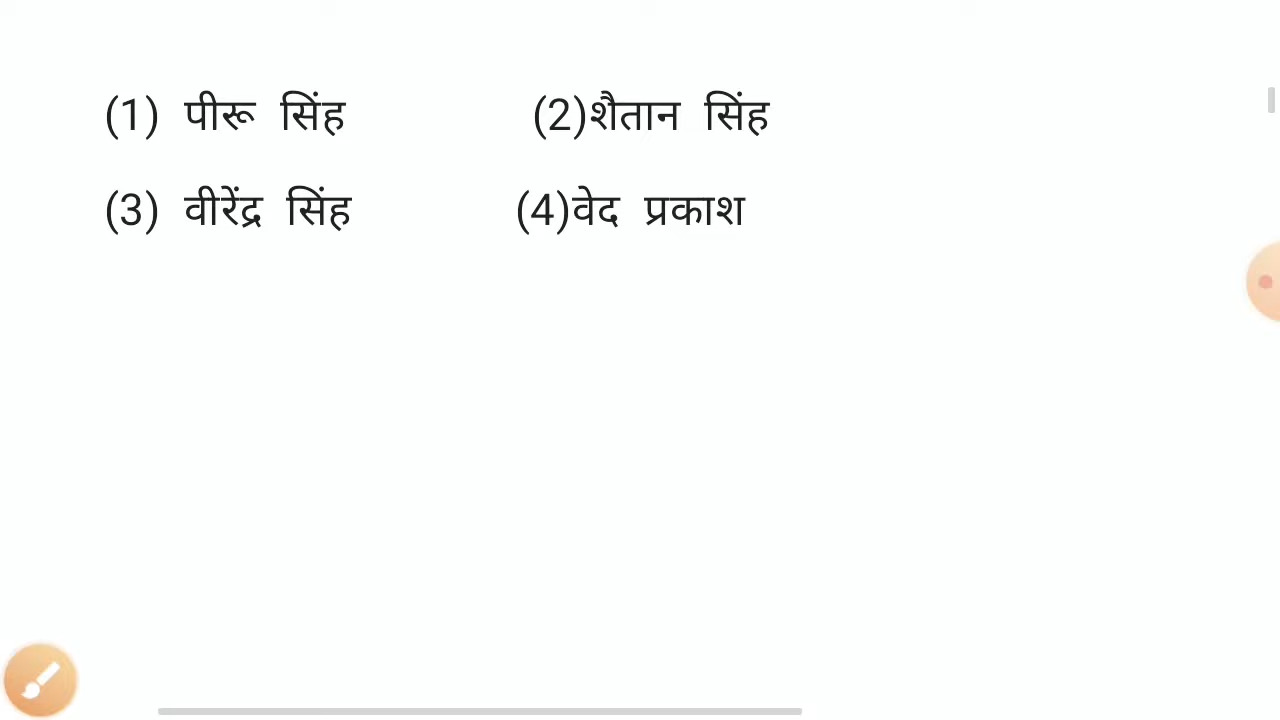 (1) पीरू सिंह (2)शैतान सिंह
(3) वीरेंद्र सिंह (4)वेद प्रकाश